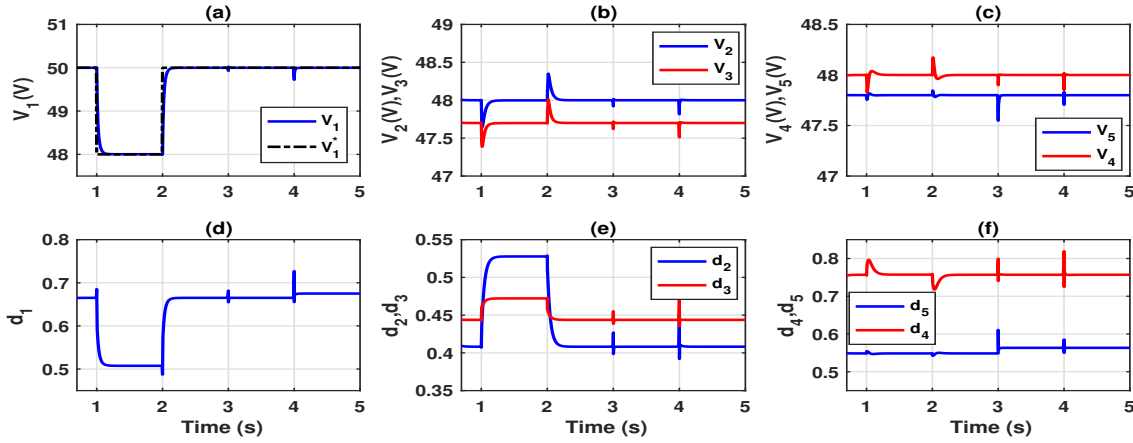 (a)
(b)
(c)
V₁(V)
51
50
49
48
V₁
V₁*
1 2 3 4 5
V₂(V),V₃(V)
49
48.5
48
47.5
47
V₂
V₃
1 2 3 4 5
V₄(V),V₅(V)
48.5
48
47.5
47
V₅
V₄
1 2 3 4 5
(d)
(e)
(f)
d₁
0.8
0.7
0.6
0.5
1 2 3 4 5
Time (s)
d₂,d₃
0.55
0.5
0.45
0.4
0.35
d₂
d₃
1 2 3 4 5
Time (s)
d₄,d₅
0.8
0.7
0.6
0.5
d₅
d₄
1 2 3 4 5
Time (s)